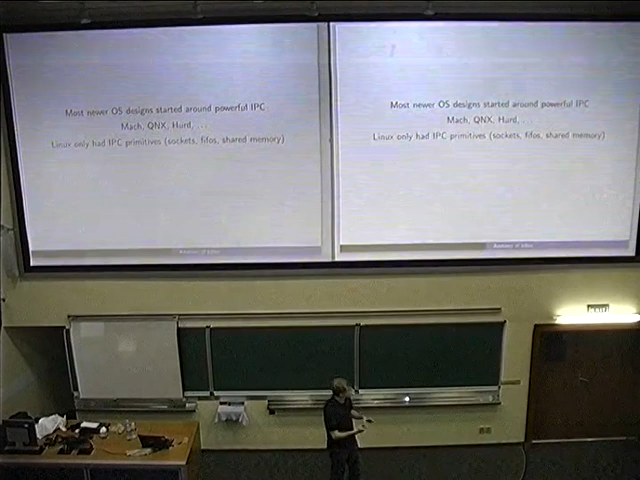 Most newer OS designs started around powerful IPC
Mach, QNX, Hurd, ...
Linux only had IPC primitives (sockets, fifos, shared memory)
Most newer OS designs started around powerful IPC
Mach, QNX, Hurd, ...
Linux only had IPC primitives (sockets, fifos, shared memory)